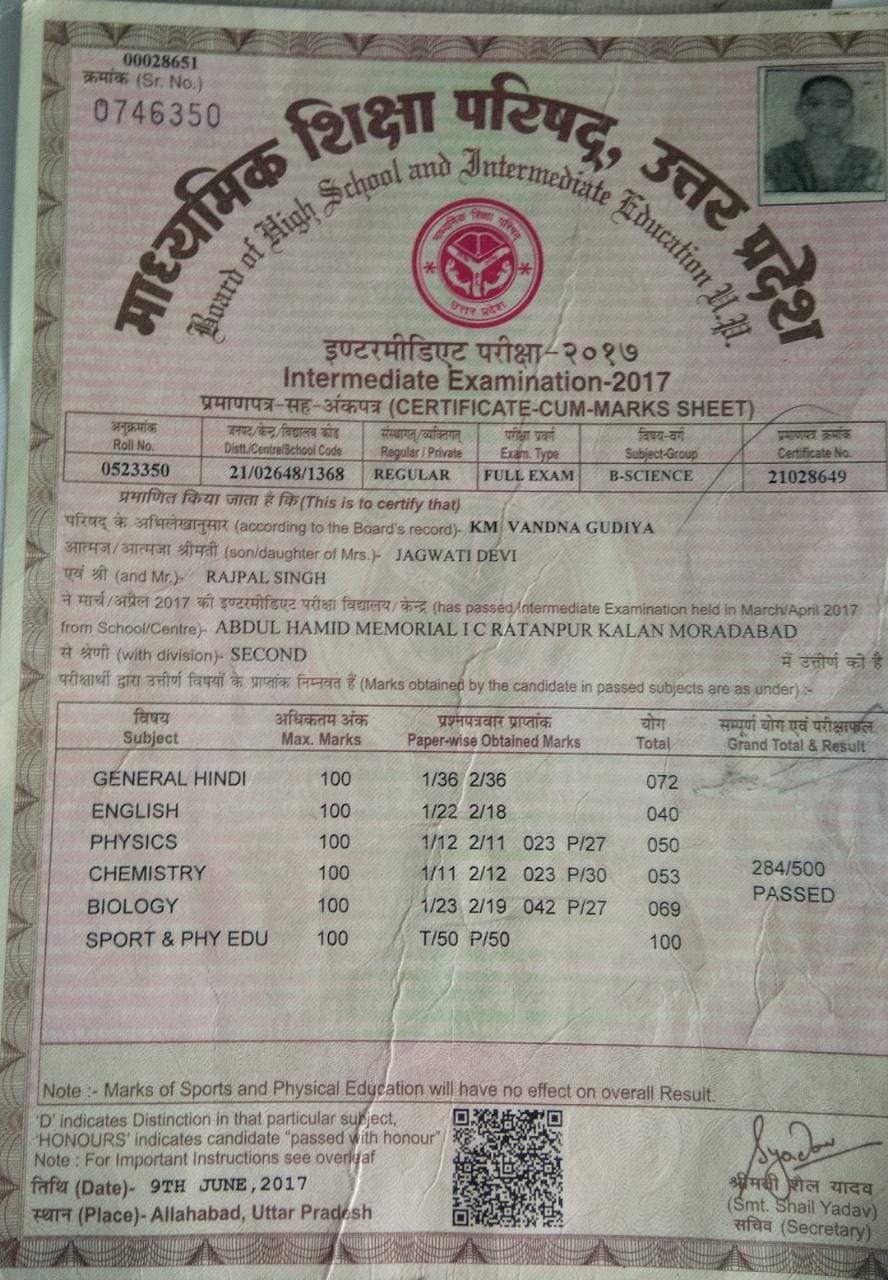 00028651
क्रमांक (Sr. No.)
0746350
माध्यमिक शिक्षा परिषद्, उत्तर प्रदेश
Board of High School and Intermediate Education U.P.
माध्यमिक शिक्षा परिषद्
उत्तर प्रदेश
इण्टरमीडिएट परीक्षा-२०१७
Intermediate Examination-2017
प्रमाणपत्र-सह-अंकपत्र (CERTIFICATE-CUM-MARKS SHEET)
अनुक्रमांक जनपद/केन्द्र/विद्यालय कोड संस्थागत/व्यक्तिगत परीक्षा प्रवर्ग विषय-वर्ग प्रमाणपत्र क्रमांक
Roll No. Distt./Centre/School Code Regular / Private Exam. Type Subject-Group Certificate No.
0523350 21/02648/1368 REGULAR FULL EXAM B-SCIENCE 21028649
प्रमाणित किया जाता है कि (This is to certify that)
परिषद के अभिलेखानुसार (according to the Board's record)- KM VANDNA GUDIYA
आत्मज/आत्मजा श्रीमती (son/daughter of Mrs.)- JAGWATI DEVI
एवं श्री (and Mr.)- RAJPAL SINGH
ने मार्च/अप्रैल 2017 की इण्टरमीडिएट परीक्षा विद्यालय/केन्द्र (has passed Intermediate Examination held in March/April 2017
from School/Centre)- ABDUL HAMID MEMORIAL I C RATANPUR KALAN MORADABAD
से श्रेणी (with division)- SECOND में उत्तीर्ण की है
परीक्षार्थी द्वारा उत्तीर्ण विषयों के प्राप्तांक निम्नवत हैं (Marks obtained by the candidate in passed subjects are as under) :-
विषय अधिकतम अंक प्रश्नपत्रवार प्राप्तांक योग सम्पूर्ण योग एवं परीक्षाफल
Subject Max. Marks Paper-wise Obtained Marks Total Grand Total & Result
GENERAL HINDI 100 1/36 2/36 072
ENGLISH 100 1/22 2/18 040
PHYSICS 100 1/12 2/11 023 P/27 050
CHEMISTRY 100 1/11 2/12 023 P/30 053 284/500
PASSED
BIOLOGY 100 1/23 2/19 042 P/27 069
SPORT & PHY EDU 100 T/50 P/50 100
Note :- Marks of Sports and Physical Education will have no effect on overall Result.
'D' indicates Distinction in that particular subject,
'HONOURS' indicates candidate "passed with honour"
Note : For Important Instructions see overleaf
तिथि (Date)- 9TH JUNE, 2017
स्थान (Place)- Allahabad, Uttar Pradesh
Syadav
श्रीमती शैल यादव
(Smt. Shail Yadav)
सचिव (Secretary)